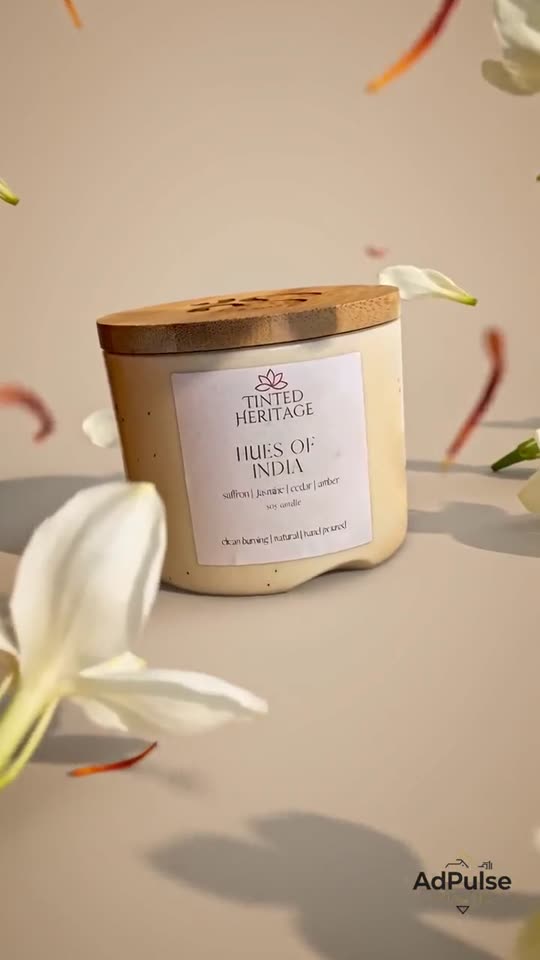 TINTED
HERITAGE
HUES OF
INDIA
saffron | Jasmine | cedar | amber
soy candle
clean burning | natural | hand poured
AdPulse